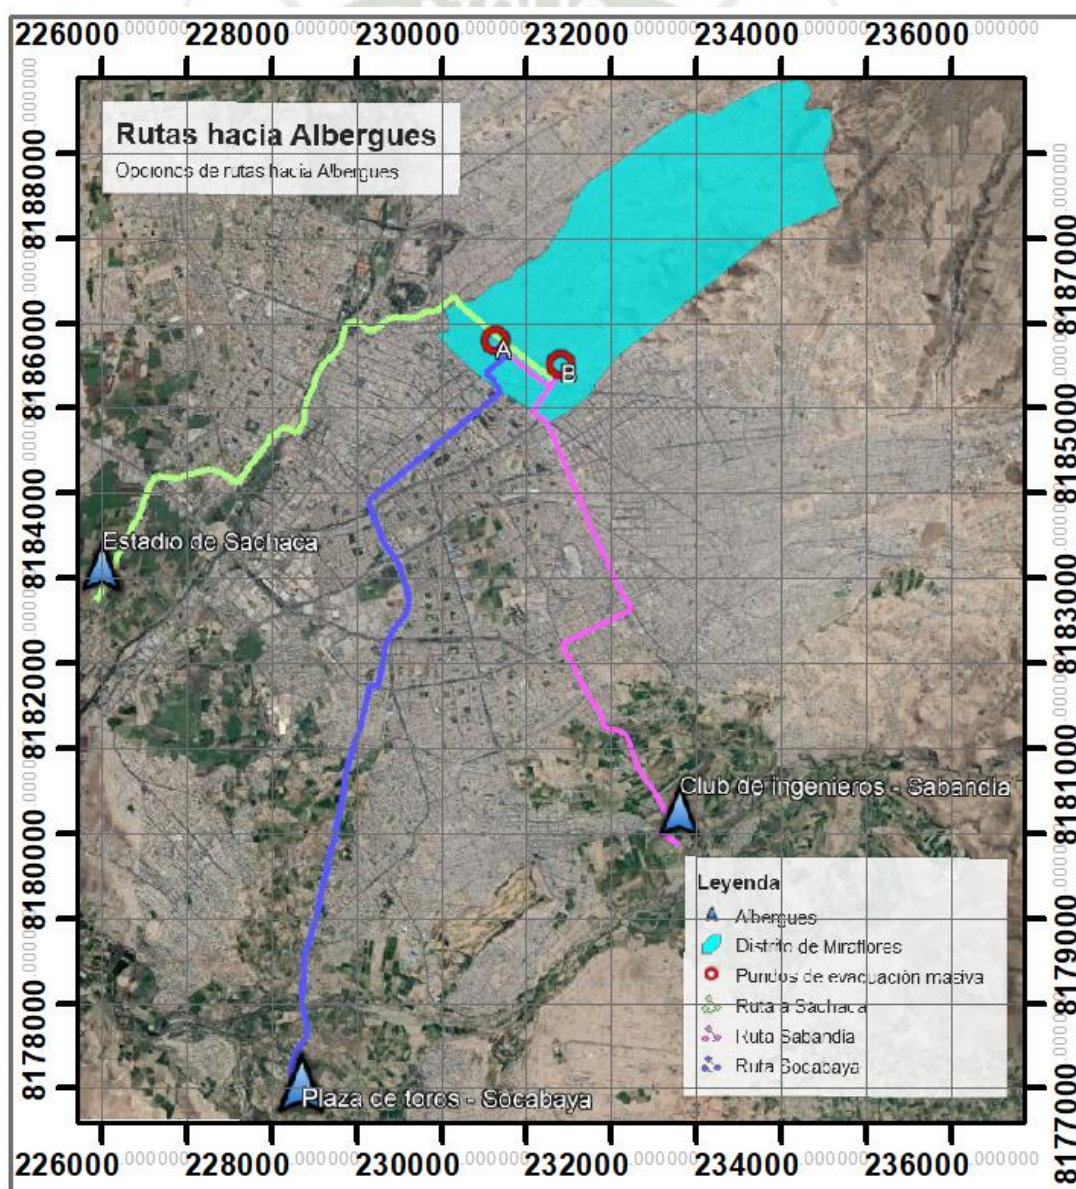 226000 228000 230000 232000 234000 236000
Rutas hacia Albergues
Opciones de rutas hacia Albergues
8188000
8187000
8186000
A
B
8185000
8184000
Estadio de Sachaca
8183000
8182000
Club de ingenieros - Sabandia
8181000
8180000
Leyenda
Albergues
Distrito de Miraflores
Puntos de evacuación masiva
Ruta a Sachaca
Ruta Sabandia
Ruta Socabaya
8179000
8178000
Plaza de toros - Socabaya
8177000
226000 228000 230000 232000 234000 236000